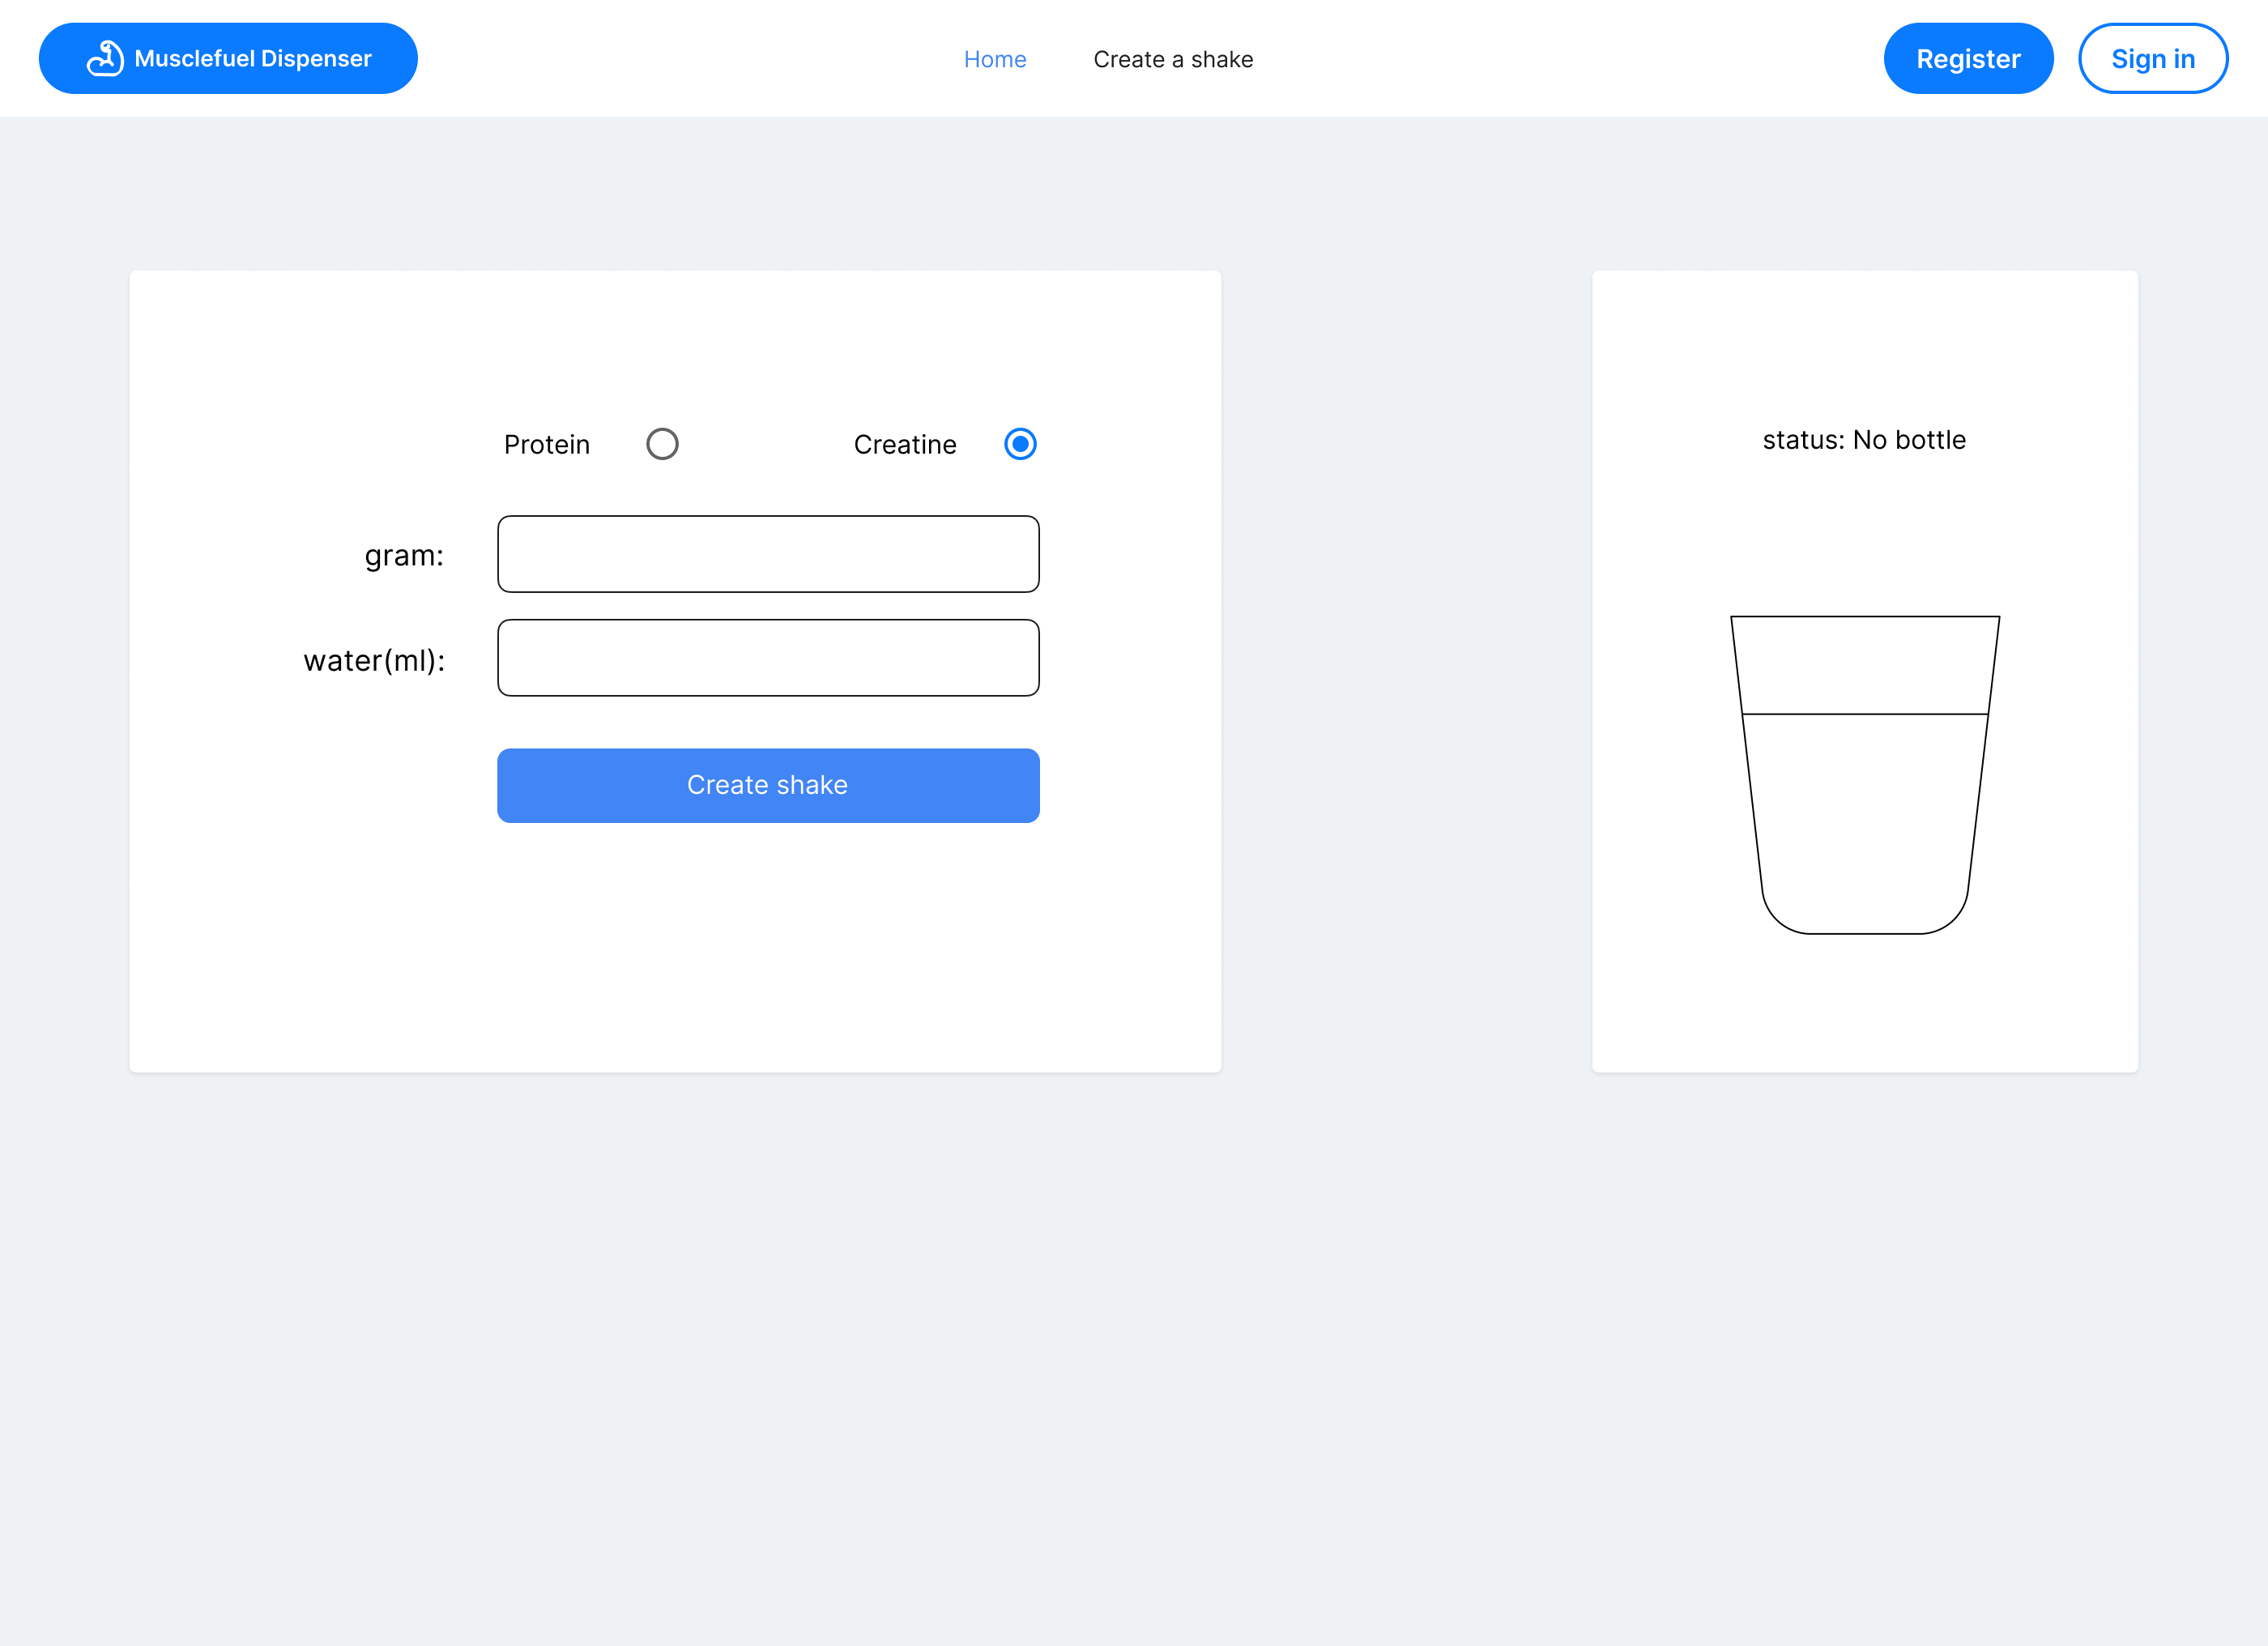 Musclefuel Dispenser
Home
Create a shake
Register
Sign in
Protein
Creatine
gram:
water(ml):
Create shake
status: No bottle